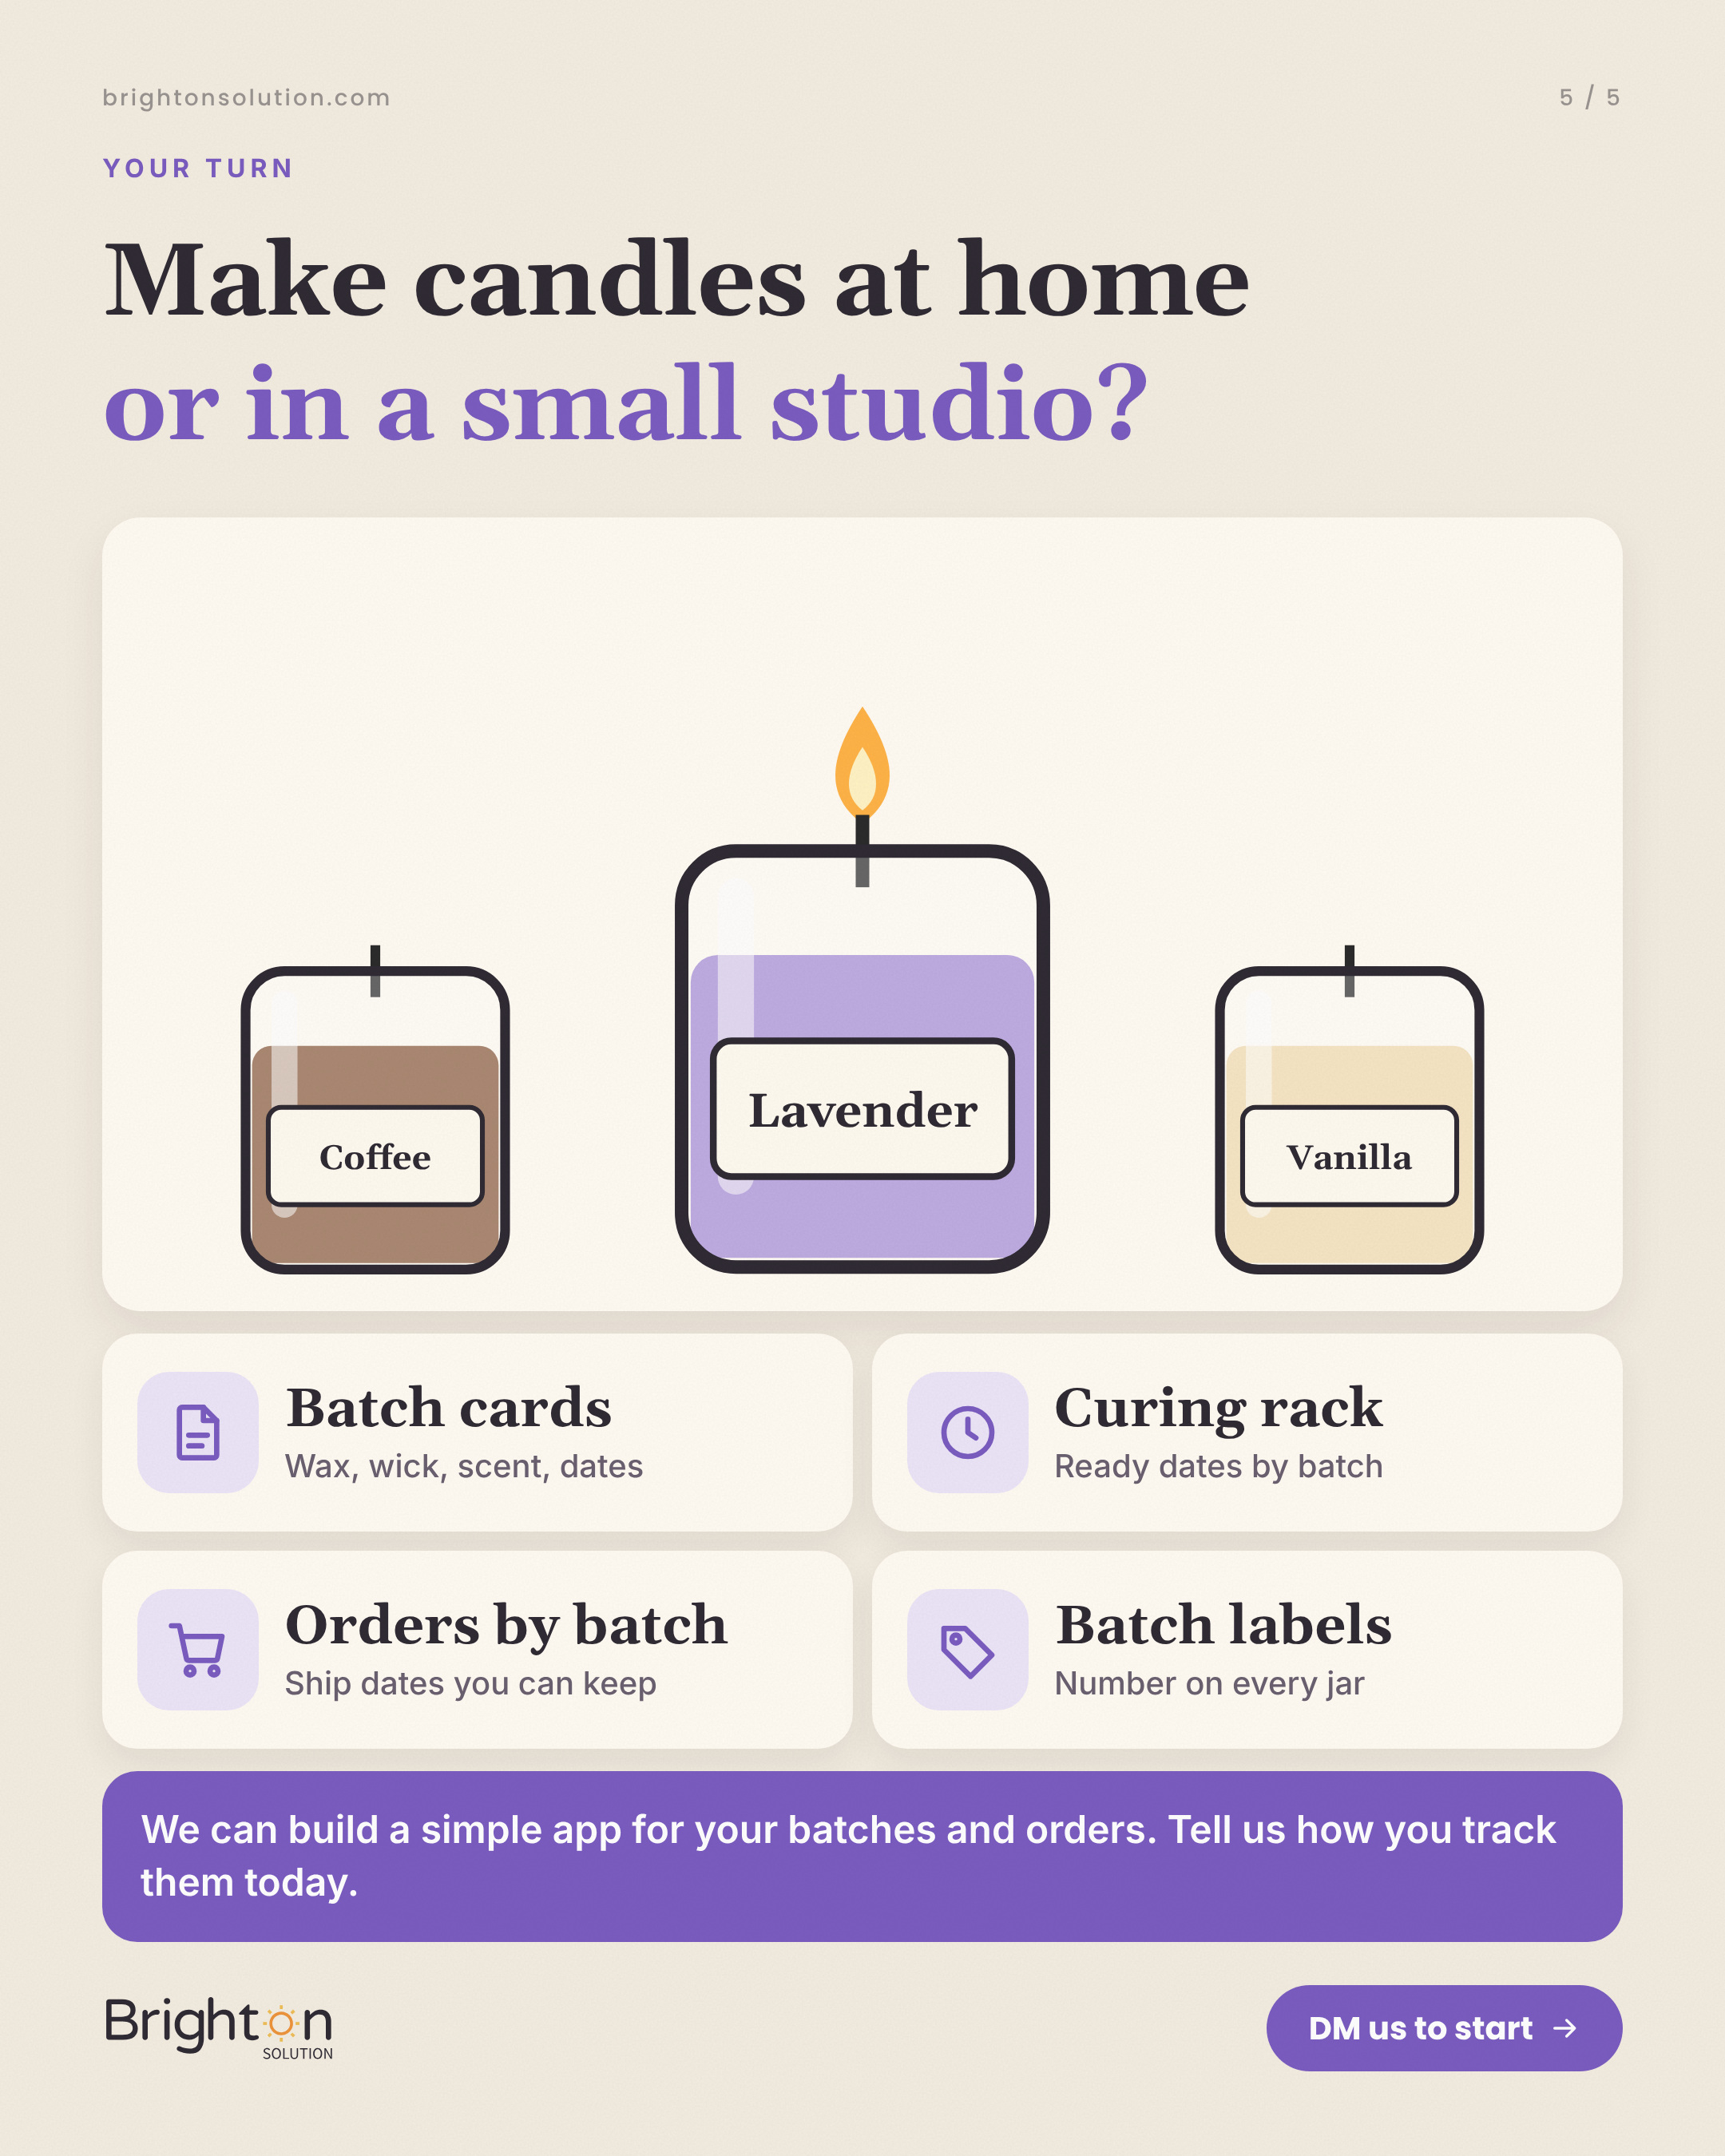 brightonsolution.com
5 / 5
YOUR TURN
Make candles at home
or in a small studio?
Coffee
Lavender
Vanilla
Batch cards
Wax, wick, scent, dates
Curing rack
Ready dates by batch
Orders by batch
Ship dates you can keep
Batch labels
Number on every jar
We can build a simple app for your batches and orders. Tell us how you track
them today.
Brighton
SOLUTION
DM us to start →